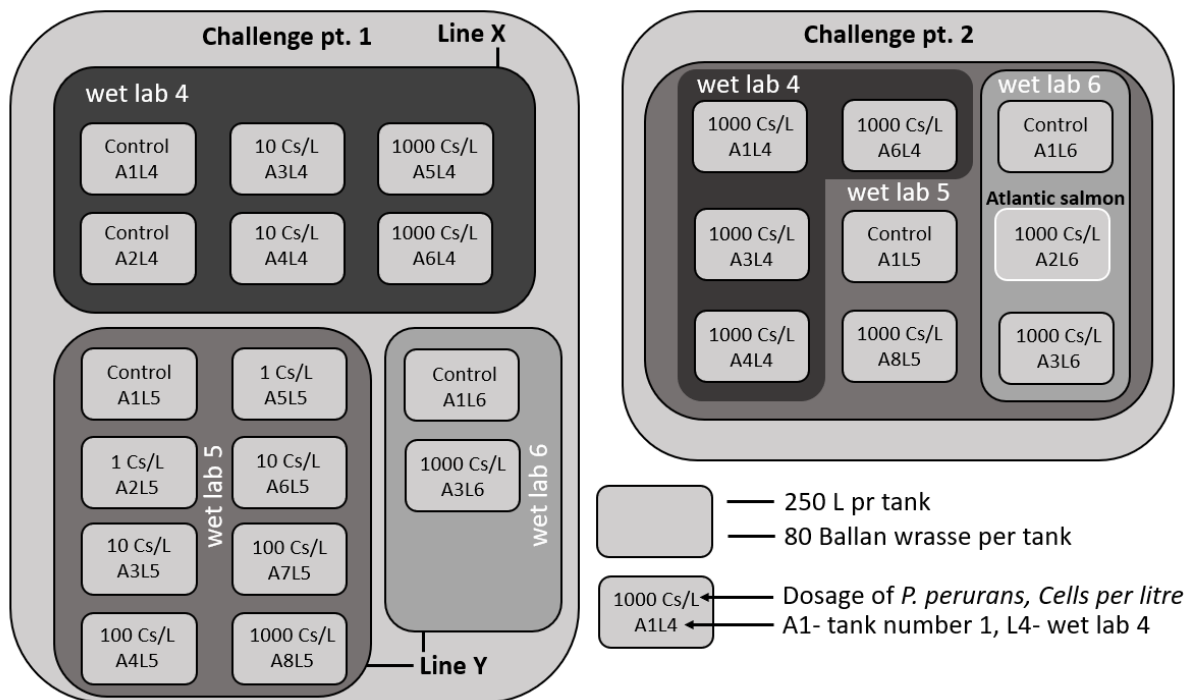 Challenge pt. 1
Line X
wet lab 4
Control
A1L4
10 Cs/L
A3L4
1000 Cs/L
A5L4
Control
A2L4
10 Cs/L
A4L4
1000 Cs/L
A6L4
Control
A1L5
1 Cs/L
A5L5
1 Cs/L
A2L5
10 Cs/L
A6L5
10 Cs/L
A3L5
100 Cs/L
A7L5
100 Cs/L
A4L5
1000 Cs/L
A8L5
wet lab 5
Control
A1L6
1000 Cs/L
A3L6
wet lab 6
Line Y
Challenge pt. 2
wet lab 4
1000 Cs/L
A1L4
1000 Cs/L
A6L4
1000 Cs/L
A3L4
1000 Cs/L
A4L4
wet lab 5
Control
A1L5
1000 Cs/L
A8L5
wet lab 6
Control
A1L6
Atlantic salmon
1000 Cs/L
A2L6
1000 Cs/L
A3L6
250 L pr tank
80 Ballan wrasse per tank
1000 Cs/L
A1L4
Dosage of P. perurans, Cells per litre
A1- tank number 1, L4- wet lab 4